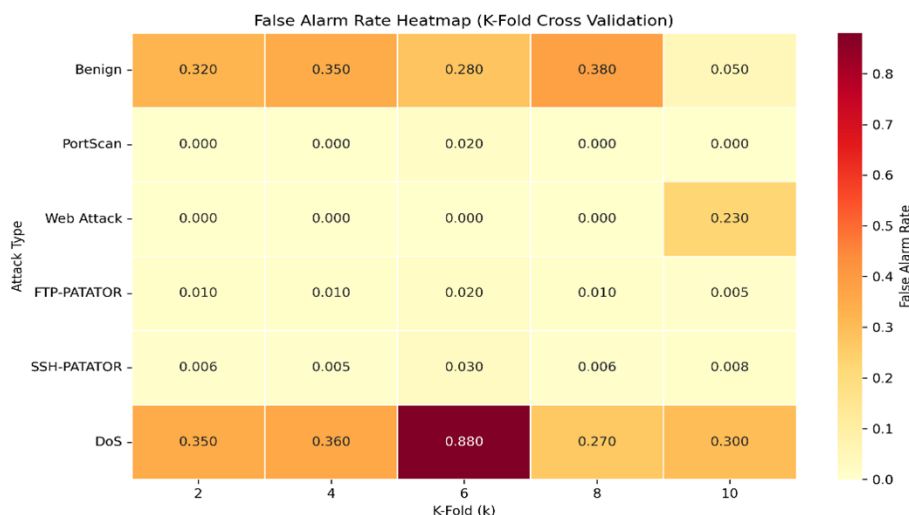 False Alarm Rate Heatmap (K-Fold Cross Validation)
Benign 0.320 0.350 0.280 0.380 0.050
PortScan 0.000 0.000 0.020 0.000 0.000
Web Attack 0.000 0.000 0.000 0.000 0.230
FTP-PATATOR 0.010 0.010 0.020 0.010 0.005
SSH-PATATOR 0.006 0.005 0.030 0.006 0.008
DoS 0.350 0.360 0.880 0.270 0.300
2 4 6 8 10
K-Fold (k)
Attack Type
0.8
0.7
0.6
0.5
0.4
0.3
0.2
0.1
0.0
False Alarm Rate